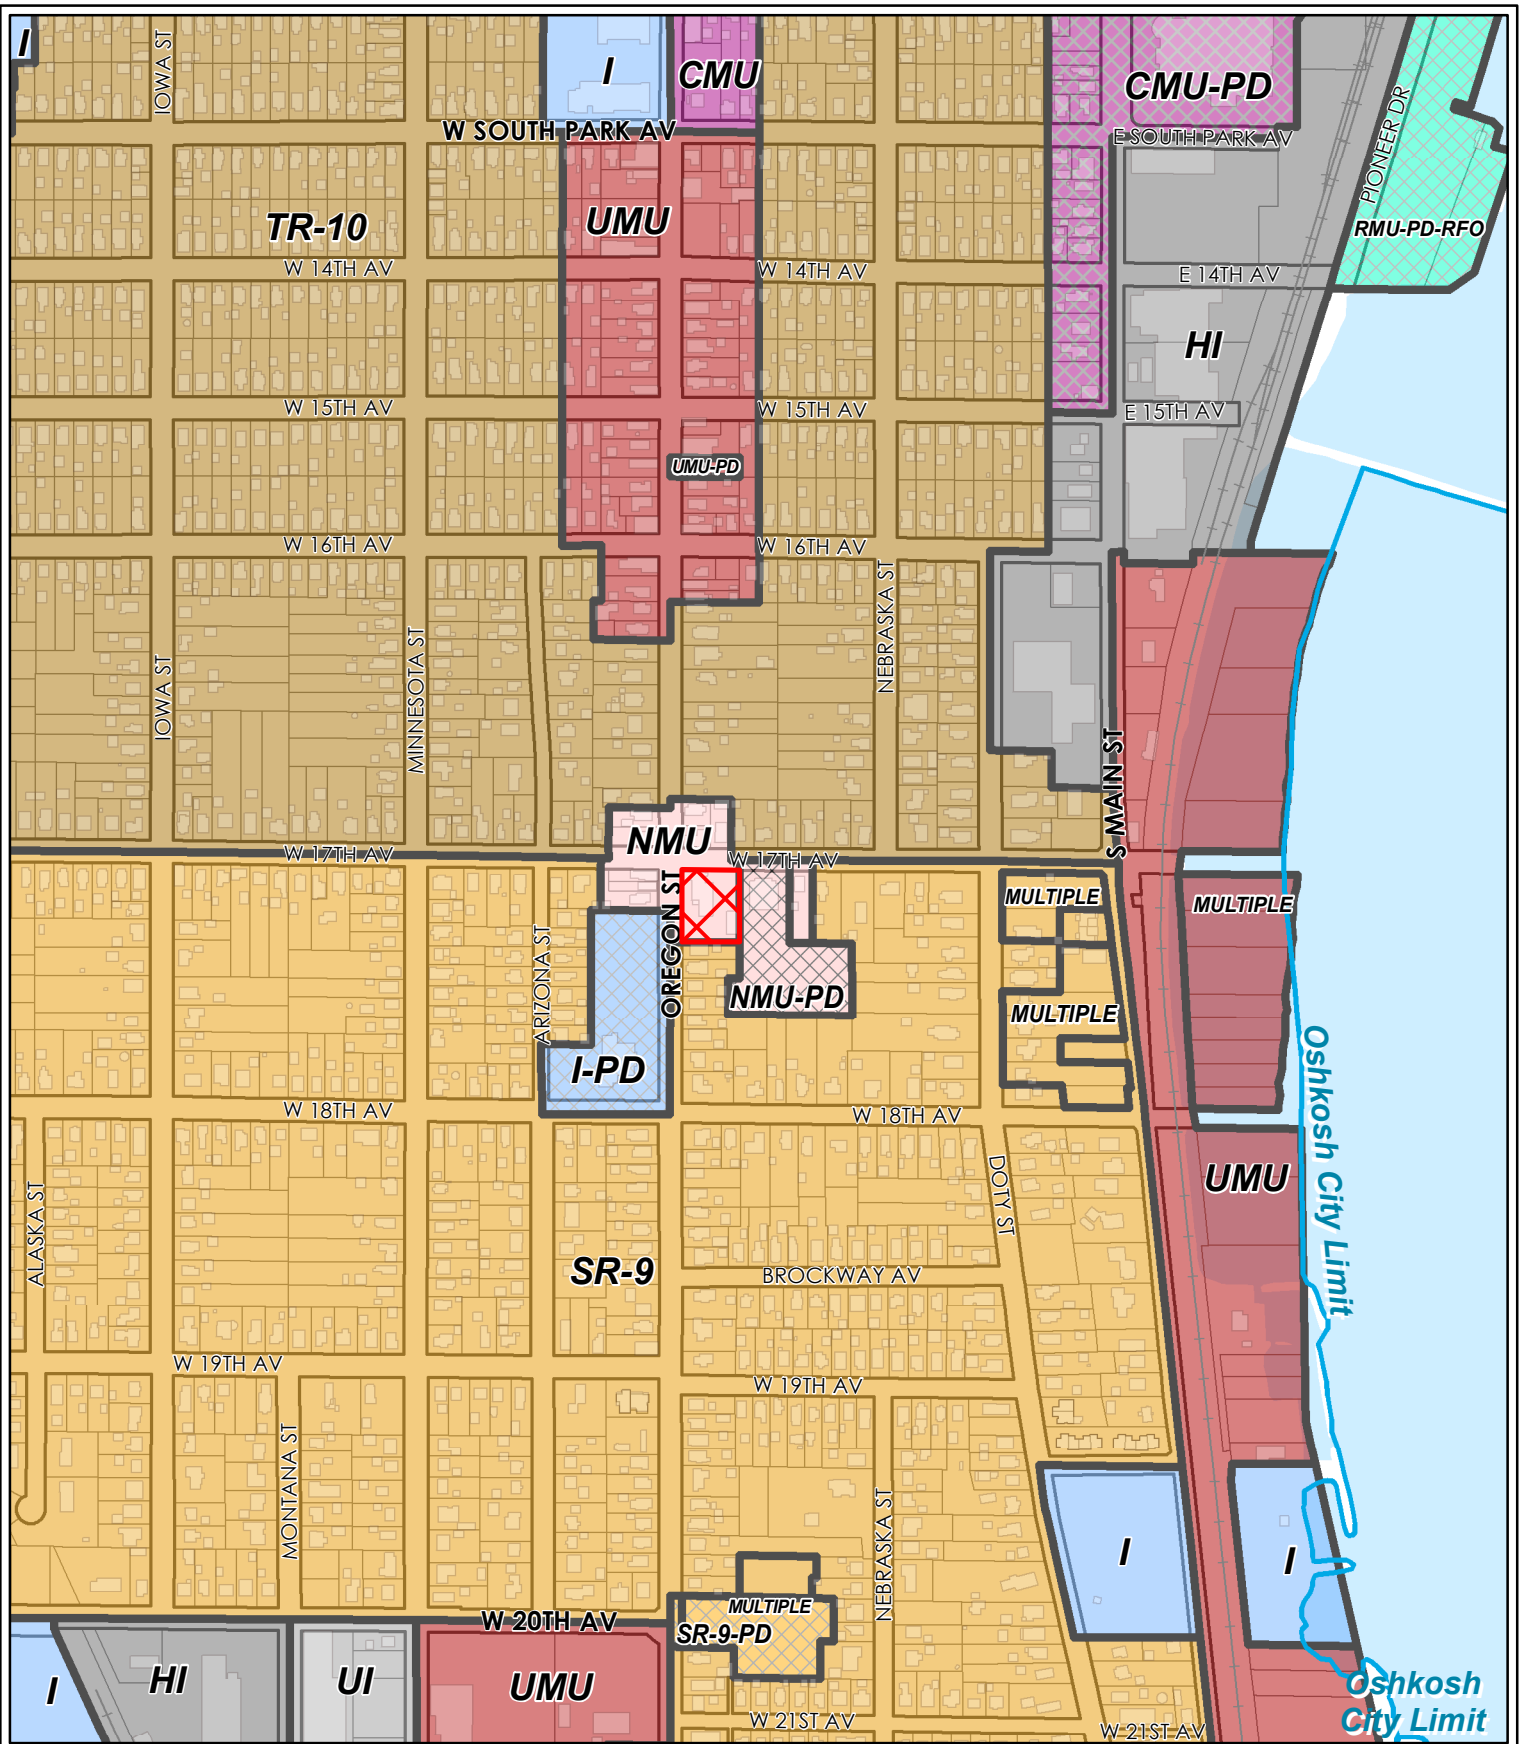 I
IOWA ST
I
CMU
CMU-PD
W SOUTH PARK AV
E SOUTH PARK AV
PIONEER DR
TR-10
UMU
RMU-PD-RFO
W 14TH AV
W 14TH AV
E 14TH AV
HI
W 15TH AV
W 15TH AV
E 15TH AV
UMU-PD
W 16TH AV
W 16TH AV
NEBRASKA ST
IOWA ST
MINNESOTA ST
S MAIN ST
NMU
W 17TH AV
W 17TH AV
OREGON ST
MULTIPLE
MULTIPLE
ARIZONA ST
NMU-PD
MULTIPLE
I-PD
Oshkosh City Limit
W 18TH AV
W 18TH AV
ALASKA ST
DOTY ST
UMU
SR-9
BROCKWAY AV
W 19TH AV
W 19TH AV
MONTANA ST
NEBRASKA ST
I
I
MULTIPLE
W 20TH AV
SR-9-PD
I
HI
UI
UMU
Oshkosh
City Limit
W 21ST AV
W 21ST AV